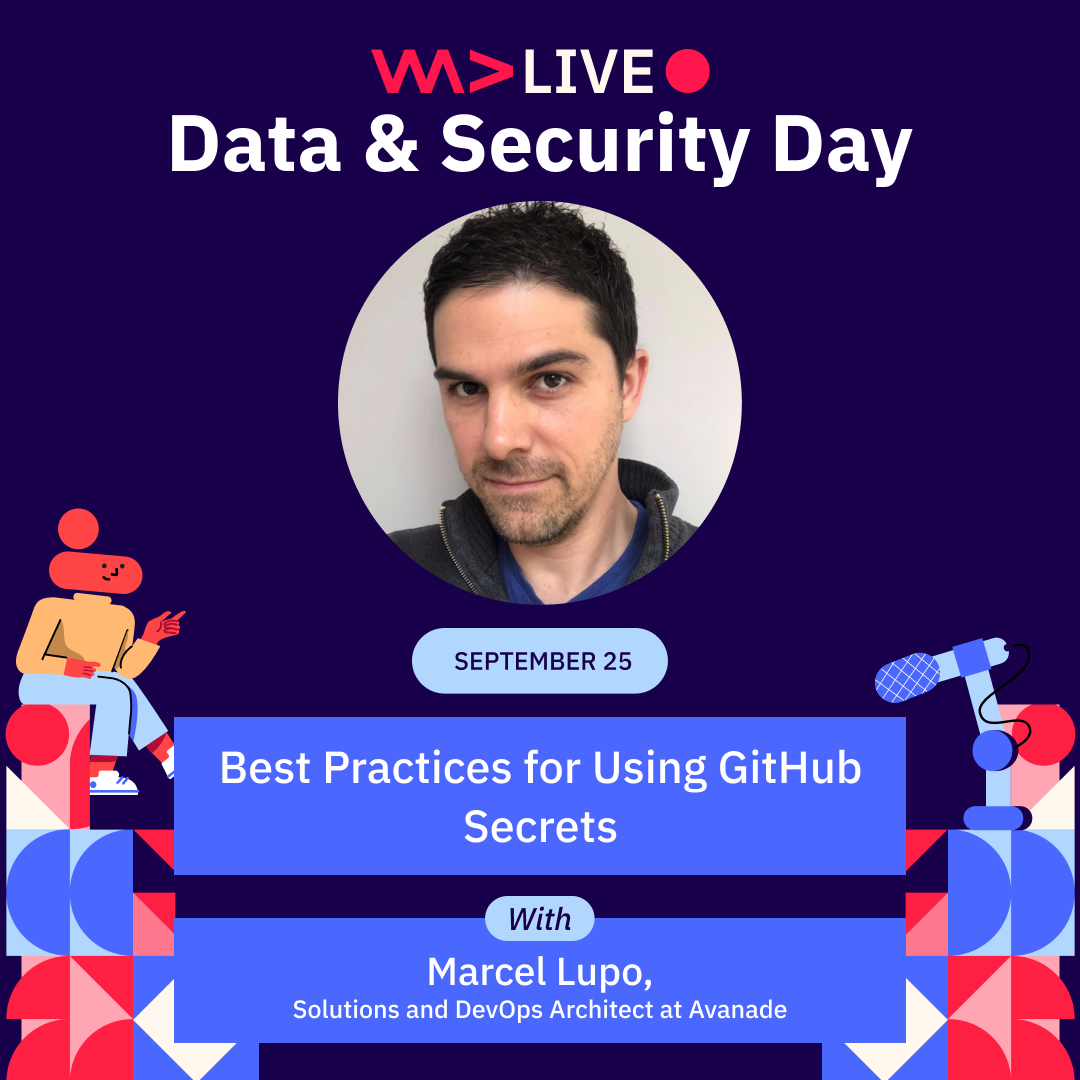 LIVE
Data & Security Day
SEPTEMBER 25
Best Practices for Using GitHub
Secrets
With
Marcel Lupo,
Solutions and DevOps Architect at Avanade